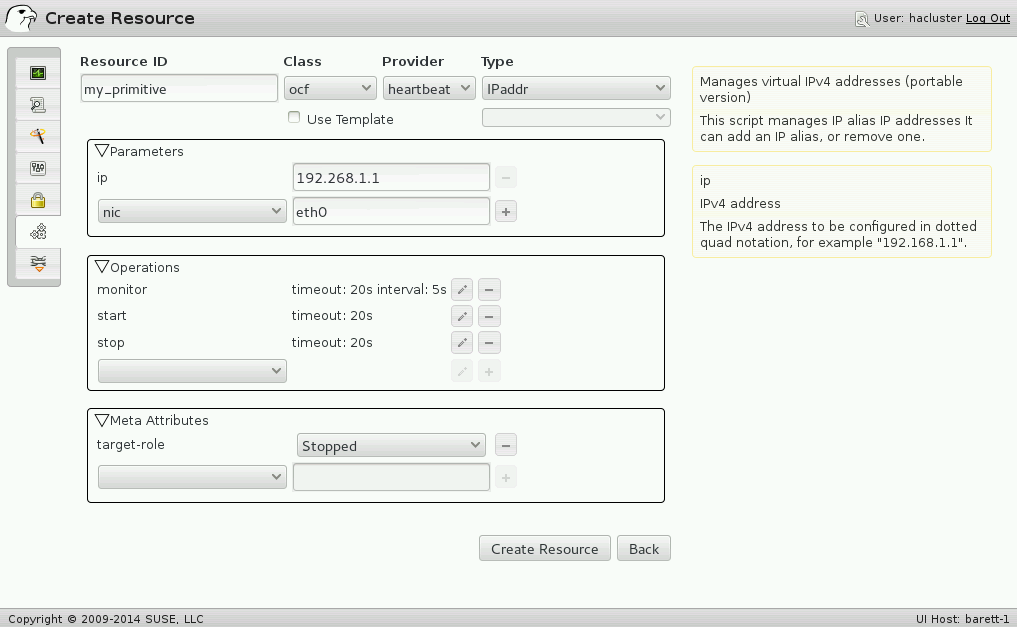 Create Resource
User: hacluster Log Out
Resource ID Class Provider Type
my_primitive ocf heartbeat IPaddr
Use Template
Parameters
ip 192.168.1.1 −
nic eth0 +
Operations
monitor timeout: 20s interval: 5s −
start timeout: 20s −
stop timeout: 20s −
+
Meta Attributes
target-role Stopped −
+
Create Resource Back
Manages virtual IPv4 addresses (portable
version)
This script manages IP alias IP addresses It
can add an IP alias, or remove one.
ip
IPv4 address
The IPv4 address to be configured in dotted
quad notation, for example "192.168.1.1".
Copyright © 2009-2014 SUSE, LLC
UI Host: barett-1